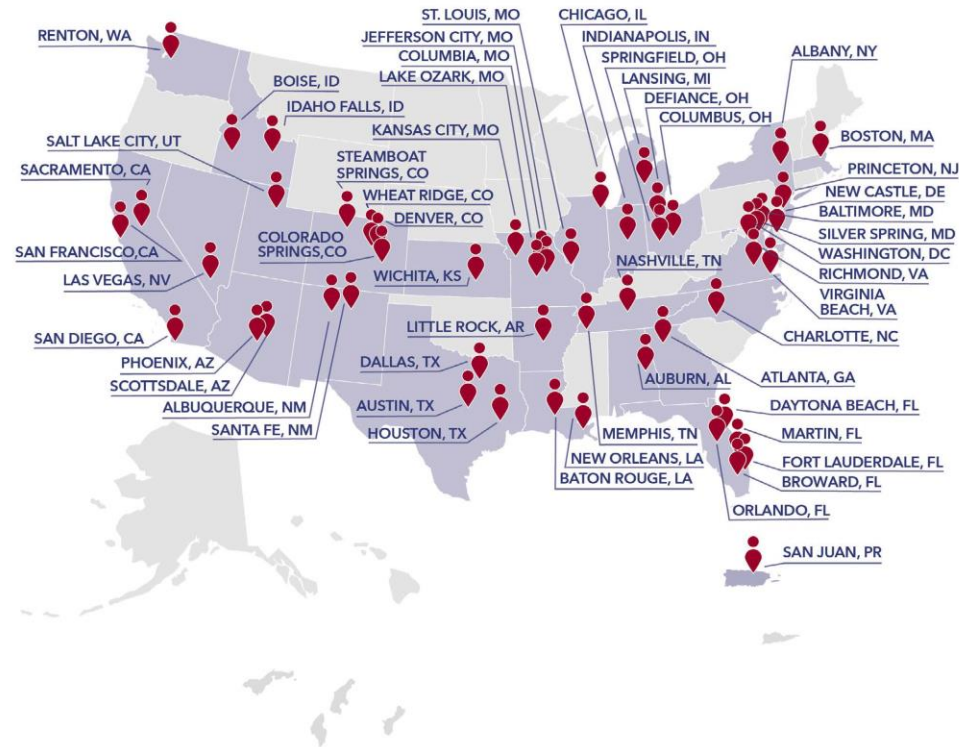 ST. LOUIS, MO
JEFFERSON CITY, MO
COLUMBIA, MO
LAKE OZARK, MO
KANSAS CITY, MO
CHICAGO, IL
INDIANAPOLIS, IN
SPRINGFIELD, OH
LANSING, MI
DEFIANCE, OH
COLUMBUS, OH
ALBANY, NY
RENTON, WA
BOISE, ID
IDAHO FALLS, ID
SALT LAKE CITY, UT
SACRAMENTO, CA
STEAMBOAT
SPRINGS, CO
WHEAT RIDGE, CO
DENVER, CO
COLORADO
SPRINGS,CO
BOSTON, MA
PRINCETON, NJ
NEW CASTLE, DE
BALTIMORE, MD
SILVER SPRING, MD
WASHINGTON, DC
RICHMOND, VA
VIRGINIA
BEACH, VA
SAN FRANCISCO,CA
LAS VEGAS, NV
WICHITA, KS
NASHVILLE, TN
SAN DIEGO, CA
LITTLE ROCK, AR
CHARLOTTE, NC
PHOENIX, AZ
SCOTTSDALE, AZ
ALBUQUERQUE, NM
SANTA FE, NM
DALLAS, TX
AUSTIN, TX
HOUSTON, TX
AUBURN, AL
ATLANTA, GA
MEMPHIS, TN
NEW ORLEANS, LA
BATON ROUGE, LA
DAYTONA BEACH, FL
MARTIN, FL
FORT LAUDERDALE, FL
BROWARD, FL
ORLANDO, FL
SAN JUAN, PR